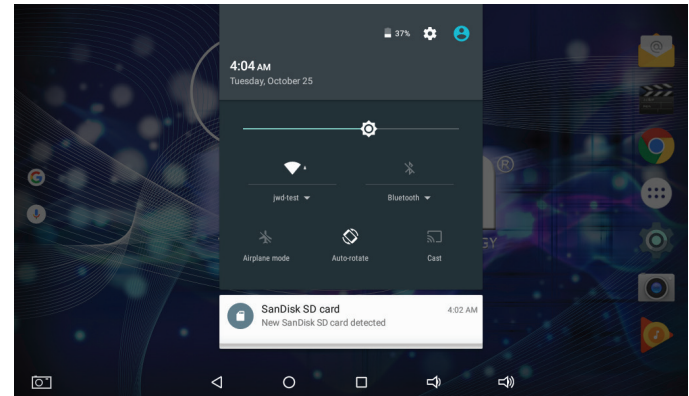 37%
4:04 AM
Tuesday, October 25
jwd-test
Bluetooth
Airplane mode
Auto-rotate
Cast
SanDisk SD card
4:02 AM
New SanDisk SD card detected
®
GY